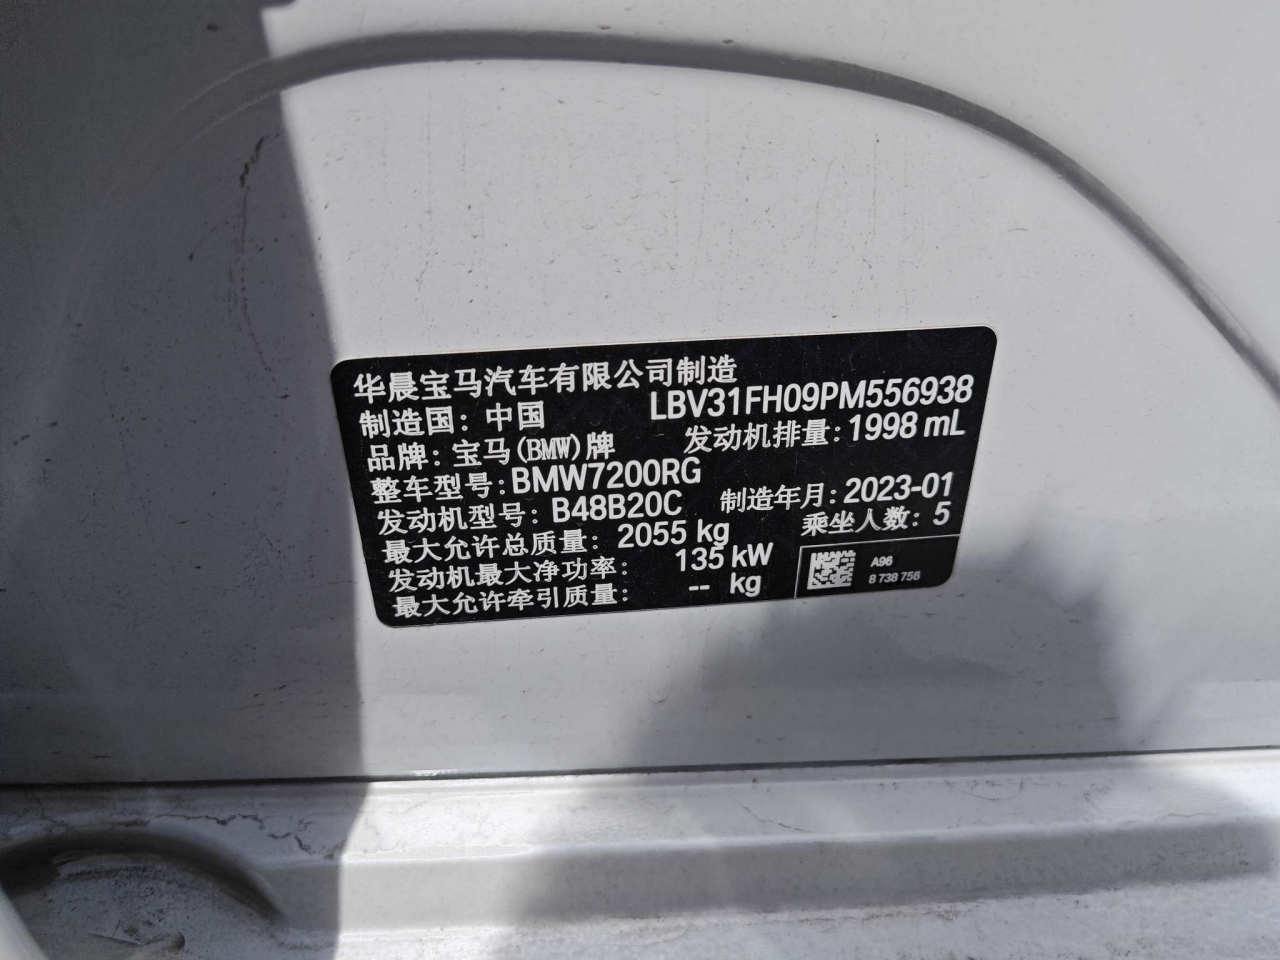 华晨宝马汽车有限公司制造
制造国：中国 LBV31FH09PM556938
品牌：宝马(BMW)牌 发动机排量：1998 mL
整车型号：BMW7200RG
发动机型号：B48B20C 制造年月：2023-01
最大允许总质量：2055 kg 乘坐人数：5
发动机最大净功率：135 kW
最大允许牵引质量：-- kg
A96
8 738 756